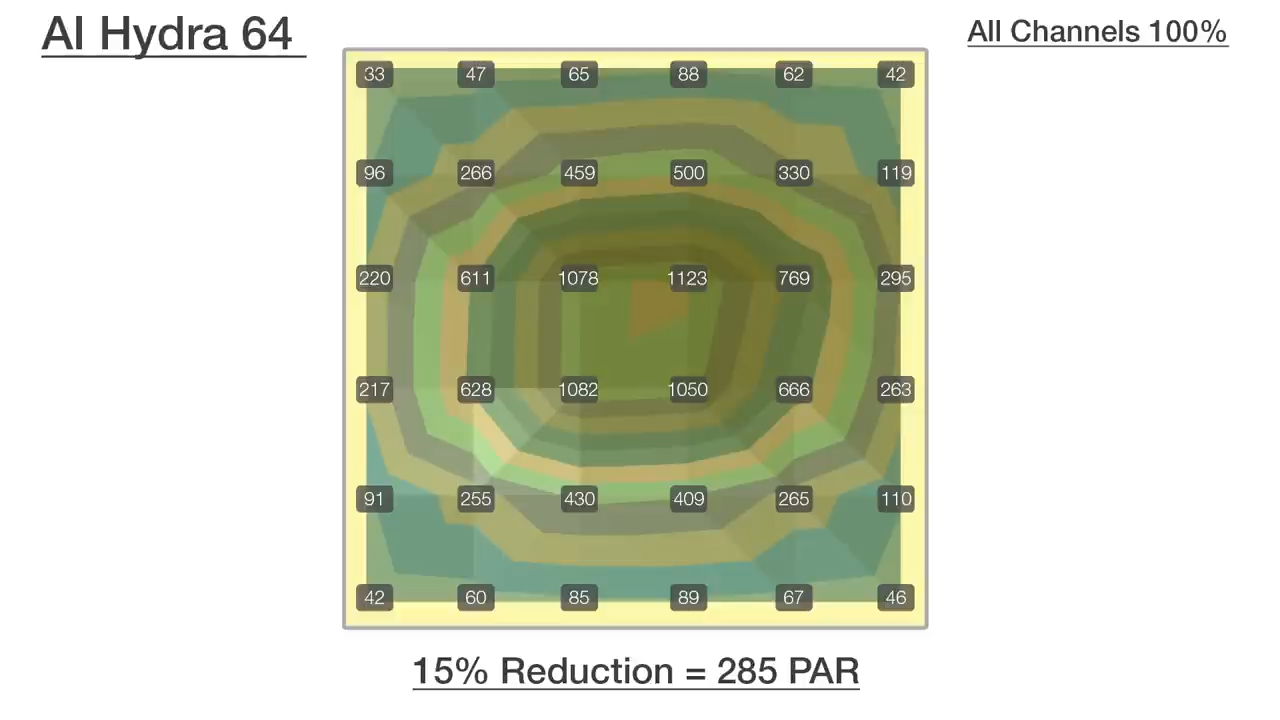 AI Hydra 64
All Channels 100%
33 47 65 88 62 42
96 266 459 500 330 119
220 611 1078 1123 769 295
217 628 1082 1050 666 263
91 255 430 409 265 110
42 60 85 89 67 46
15% Reduction = 285 PAR